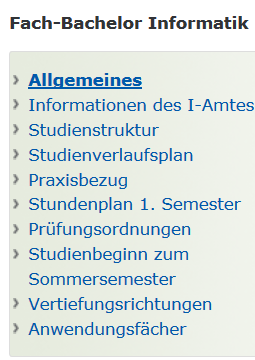 Fach-Bachelor Informatik
Allgemeines
Informationen des I-Amtes
Studienstruktur
Studienverlaufsplan
Praxisbezug
Stundenplan 1. Semester
Prüfungsordnungen
Studienbeginn zum
Sommersemester
Vertiefungsrichtungen
Anwendungsfächer